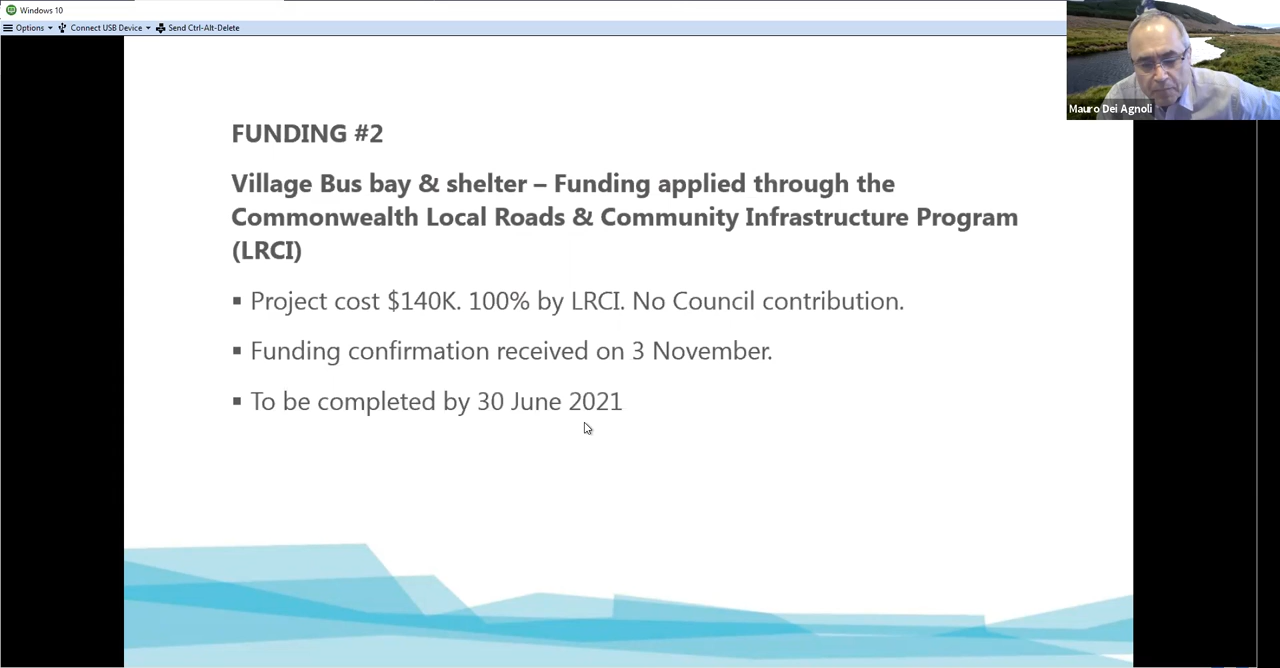 Windows 10
Options Connect USB Device Send Ctrl-Alt-Delete
Mauro Dei Agnoli
FUNDING #2
Village Bus bay & shelter – Funding applied through the
Commonwealth Local Roads & Community Infrastructure Program
(LRCI)
▪ Project cost $140K. 100% by LRCI. No Council contribution.
▪ Funding confirmation received on 3 November.
▪ To be completed by 30 June 2021